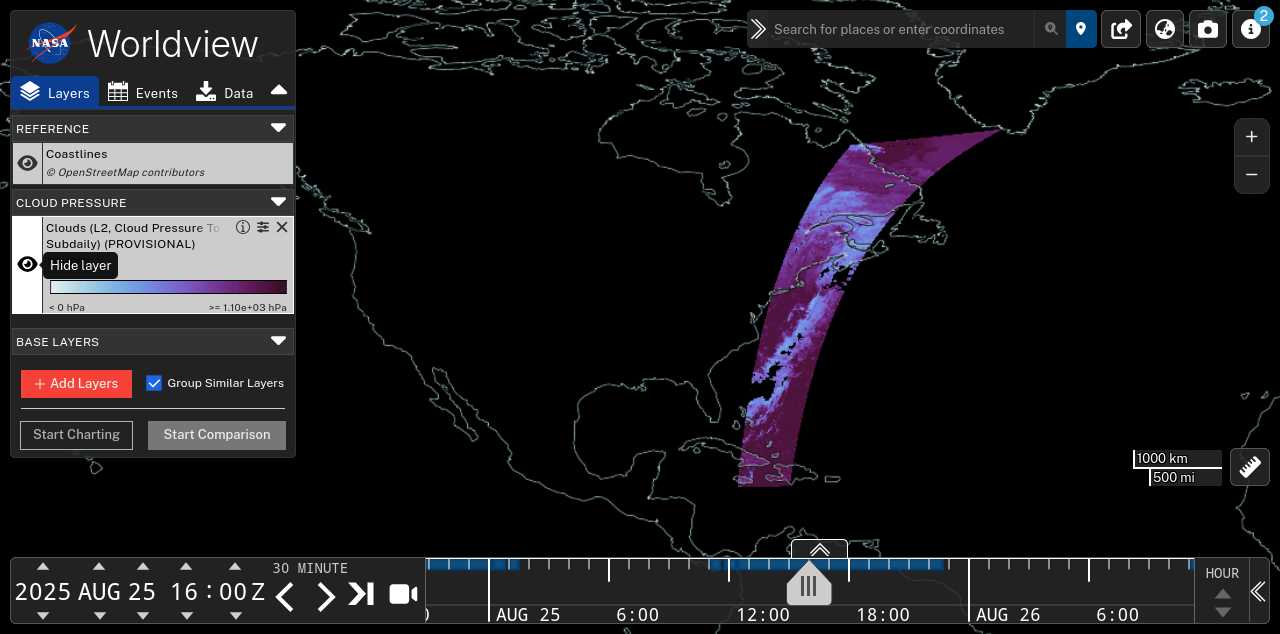 NASA
Worldview
Layers
Events
Data
REFERENCE
Coastlines
© OpenStreetMap contributors
CLOUD PRESSURE
Clouds (L2, Cloud Pressure To
Subdaily) (PROVISIONAL)
Hide layer
< 0 hPa
>= 1.10e+03 hPa
BASE LAYERS
+ Add Layers
Group Similar Layers
Start Charting
Start Comparison
Search for places or enter coordinates
2
+
−
1000 km
500 mi
2025 AUG 25 16 : 00 Z
30 MINUTE
AUG 25
6:00
12:00
18:00
AUG 26
6:00
HOUR